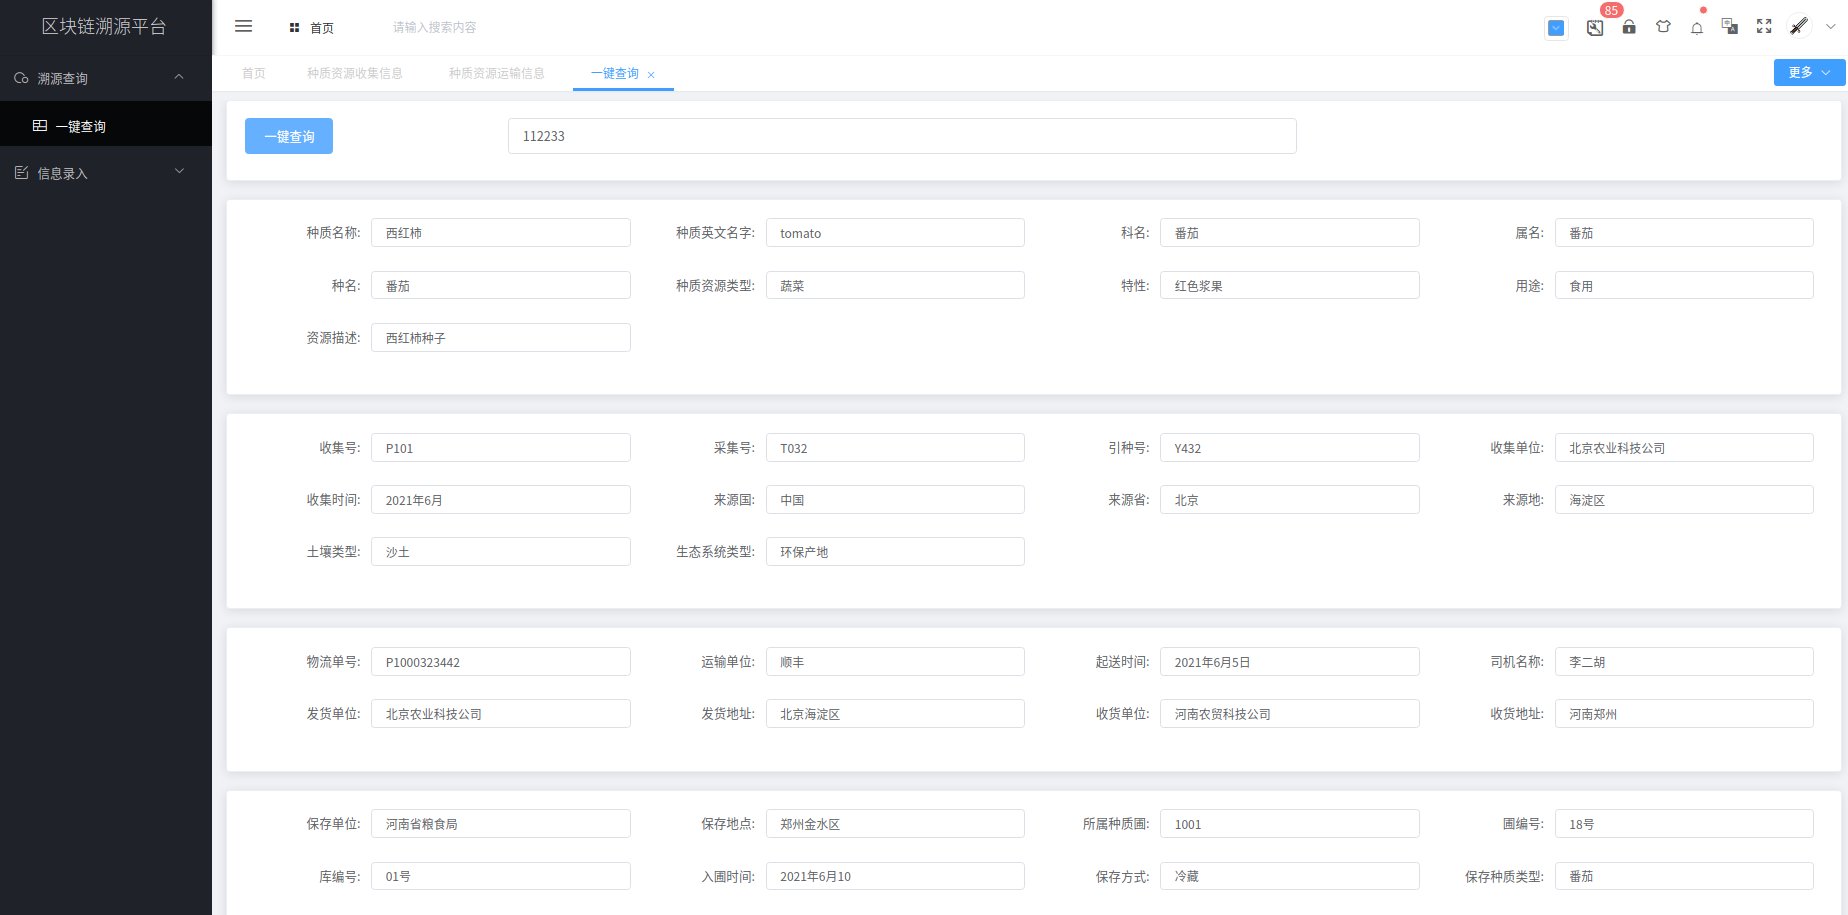 区块链溯源平台
溯源查询
一键查询
信息录入
首页 请输入搜索内容 85
首页 种质资源收集信息 种质资源运输信息 一键查询 × 更多
一键查询 112233
种质名称: 西红柿 种质英文名字: tomato 科名: 番茄 属名: 番茄
种名: 番茄 种质资源类型: 蔬菜 特性: 红色浆果 用途: 食用
资源描述: 西红柿种子
收集号: P101 采集号: T032 引种号: Y432 收集单位: 北京农业科技公司
收集时间: 2021年6月 来源国: 中国 来源省: 北京 来源地: 海淀区
土壤类型: 沙土 生态系统类型: 环保产地
物流单号: P1000323442 运输单位: 顺丰 起送时间: 2021年6月5日 司机名称: 李二胡
发货单位: 北京农业科技公司 发货地址: 北京海淀区 收货单位: 河南农贸科技公司 收货地址: 河南郑州
保存单位: 河南省粮食局 保存地点: 郑州金水区 所属种质圃: 1001 圃编号: 18号
库编号: 01号 入圃时间: 2021年6月10 保存方式: 冷藏 保存种质类型: 番茄